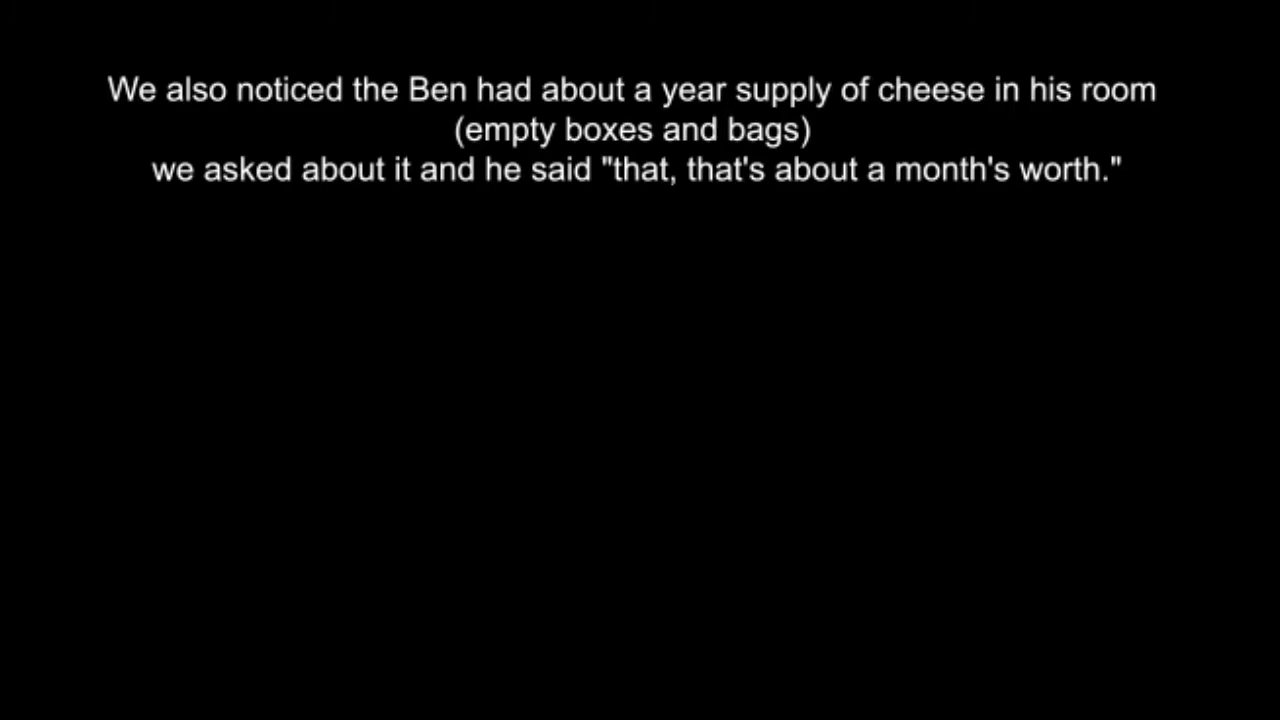 We also noticed the Ben had about a year supply of cheese in his room
(empty boxes and bags)
we asked about it and he said "that, that's about a month's worth."